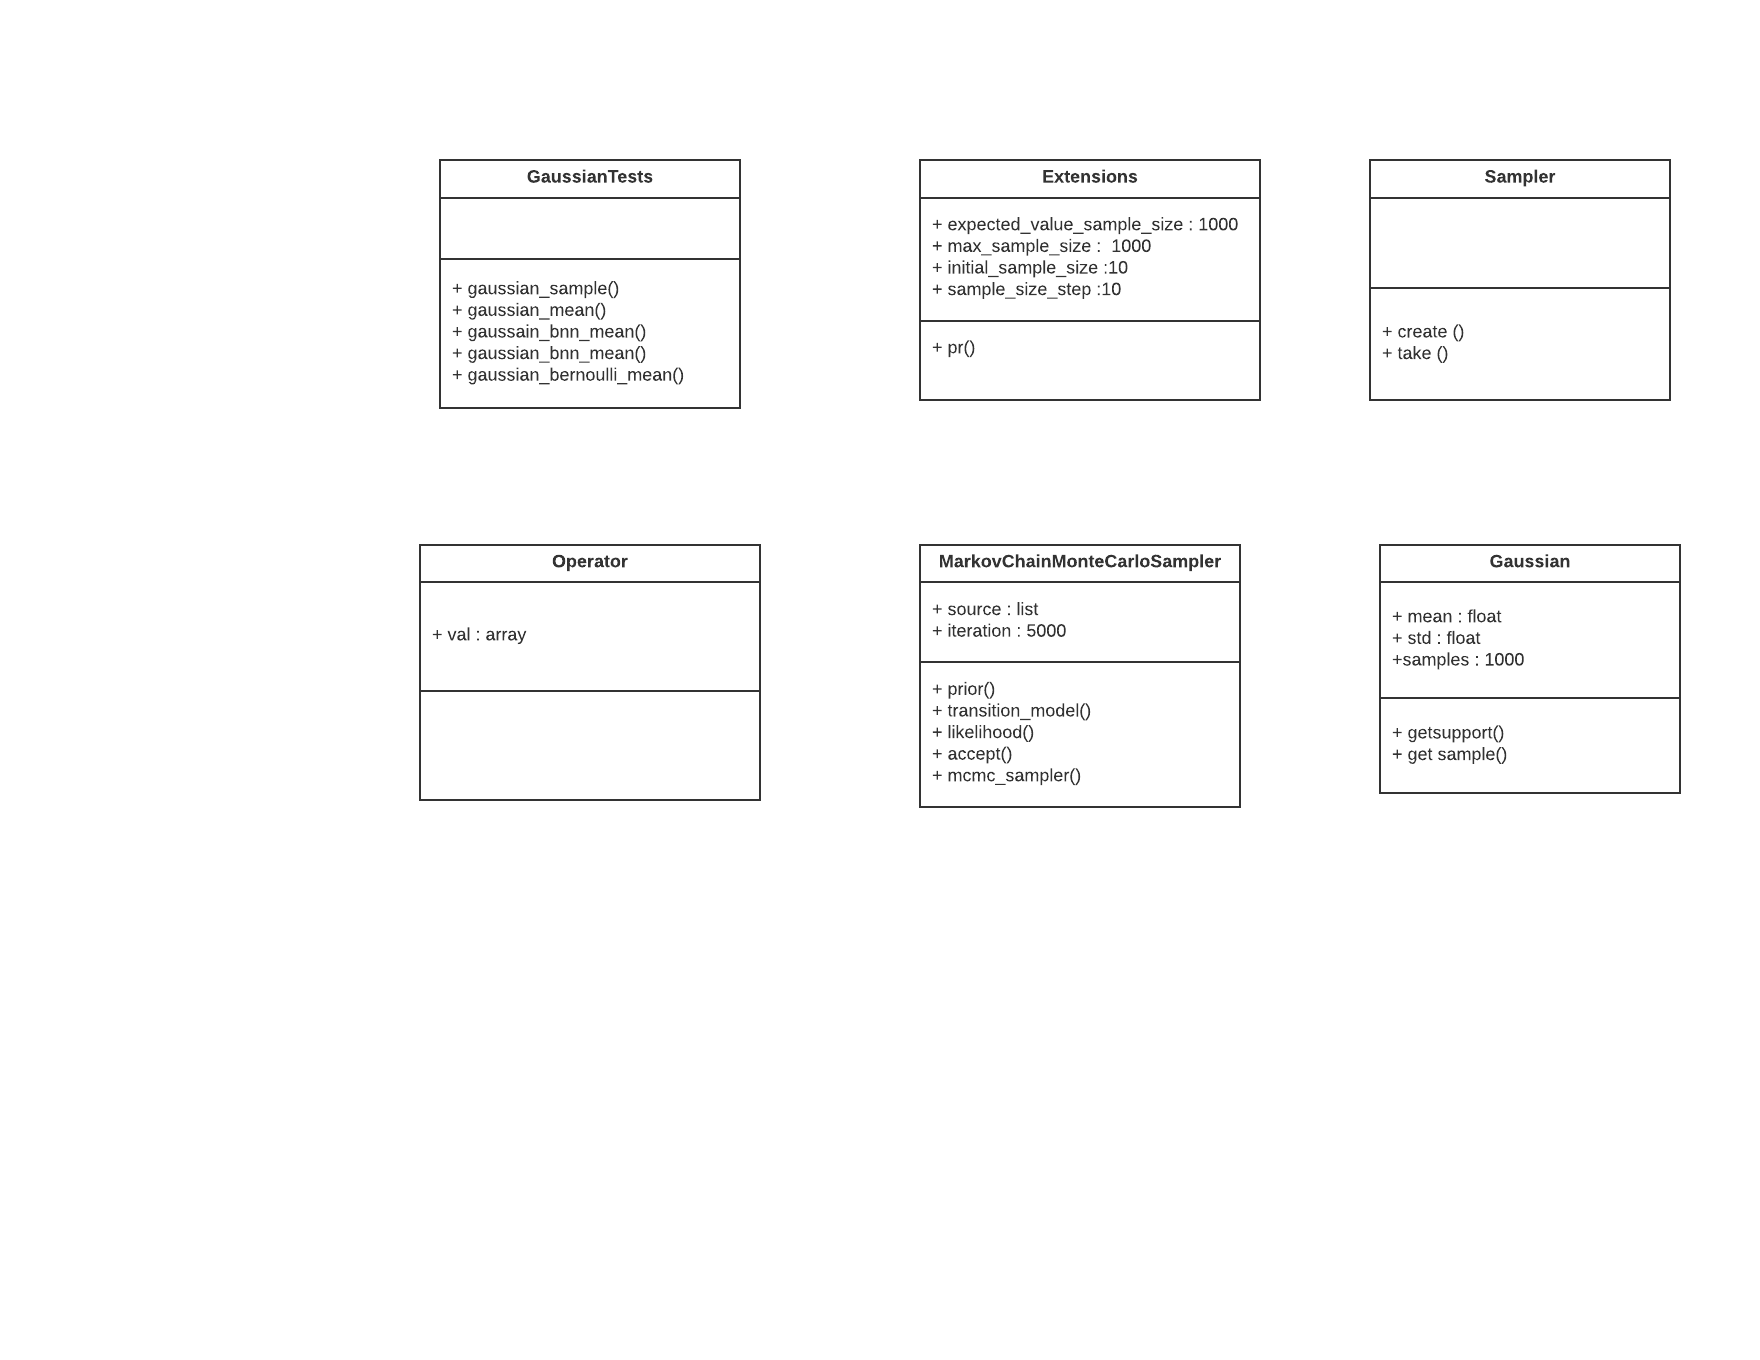 GaussianTests
+ gaussian_sample()
+ gaussian_mean()
+ gaussain_bnn_mean()
+ gaussian_bnn_mean()
+ gaussian_bernoulli_mean()
Extensions
+ expected_value_sample_size : 1000
+ max_sample_size :  1000
+ initial_sample_size :10
+ sample_size_step :10
+ pr()
Sampler
+ create ()
+ take ()
Operator
+ val : array
MarkovChainMonteCarloSampler
+ source : list
+ iteration : 5000
+ prior()
+ transition_model()
+ likelihood()
+ accept()
+ mcmc_sampler()
Gaussian
+ mean : float
+ std : float
+samples : 1000
+ getsupport()
+ get sample()